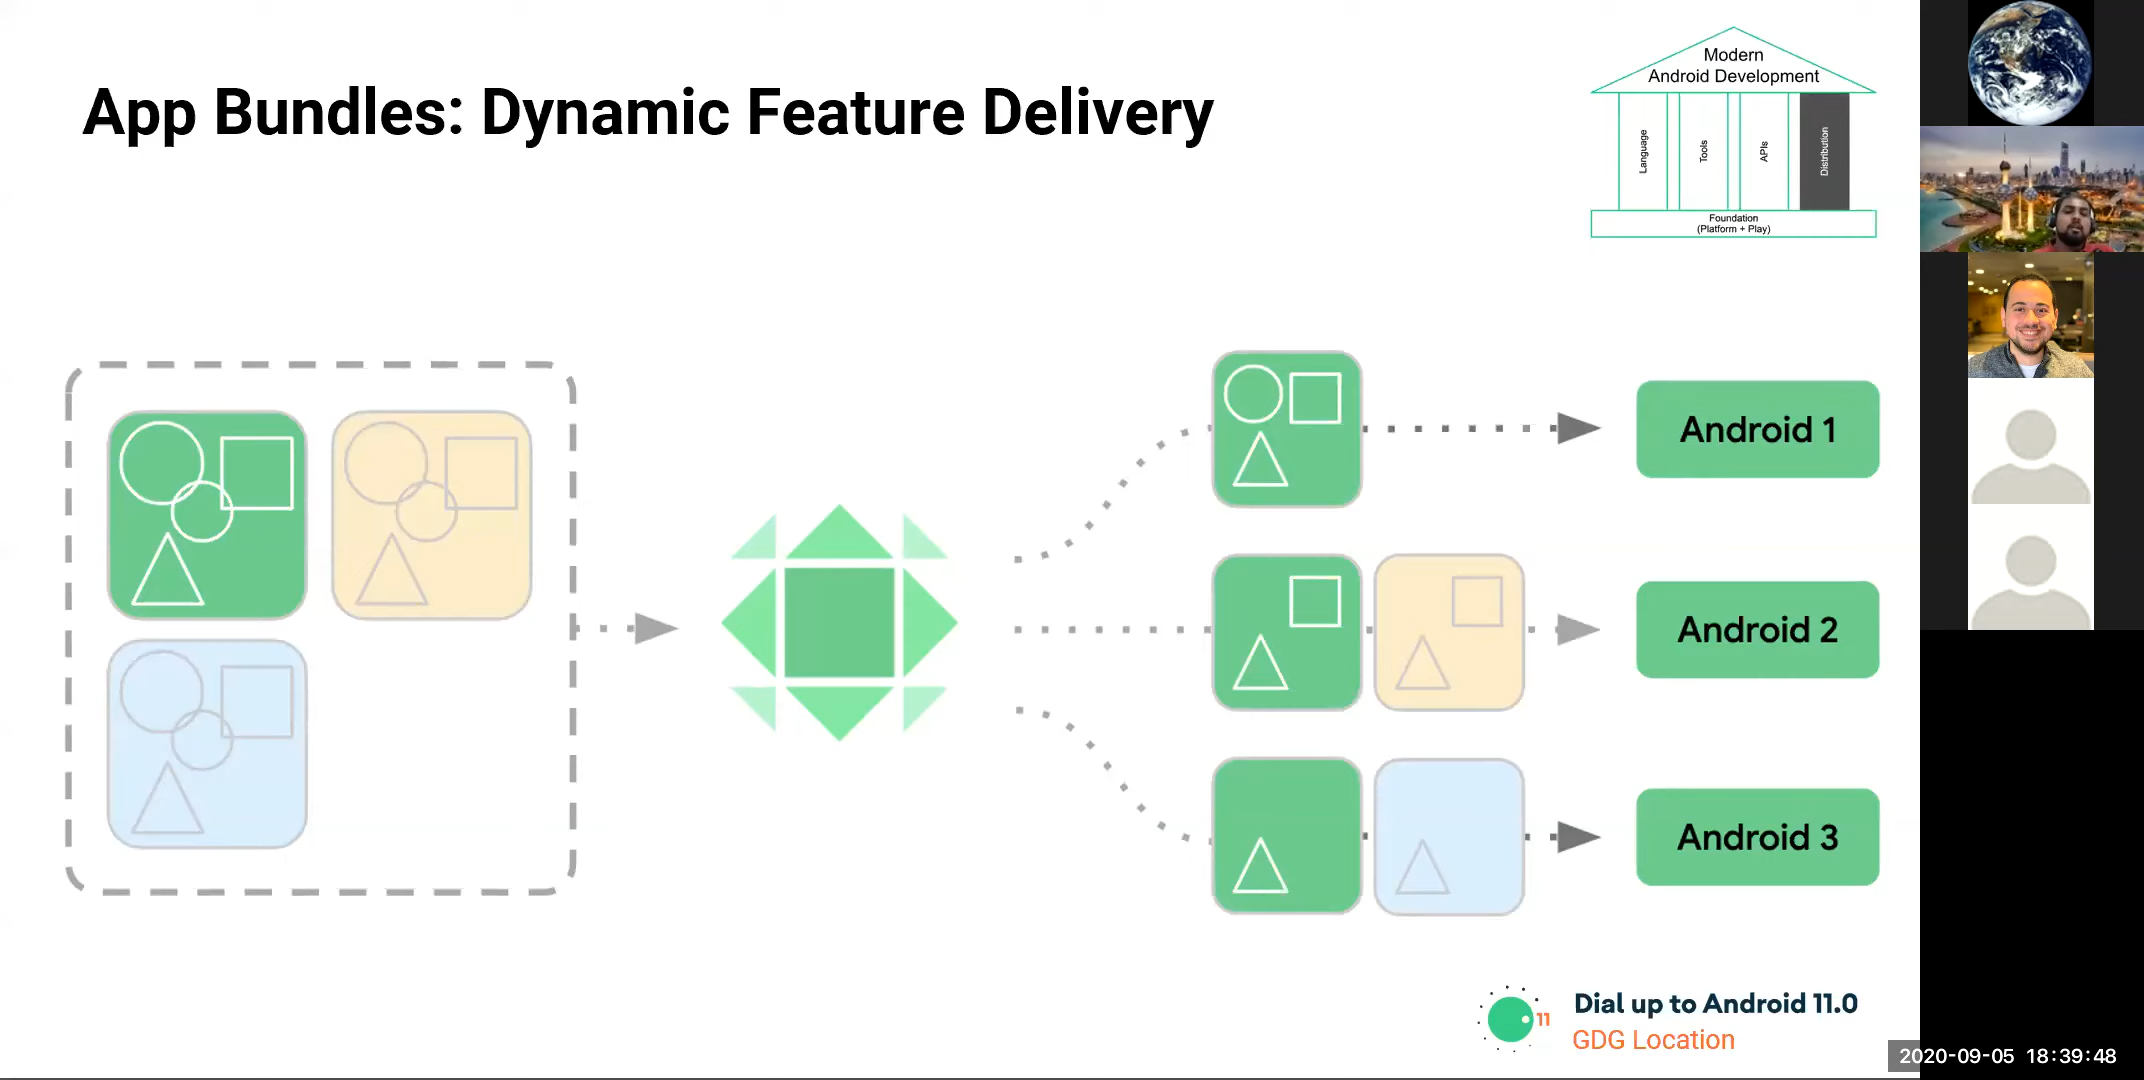 App Bundles: Dynamic Feature Delivery
Modern
Android Development
Language
Tools
APIs
Distribution
Foundation
(Platform + Play)
Android 1
Android 2
Android 3
11
Dial up to Android 11.0
GDG Location
2020-09-05 18:39:48